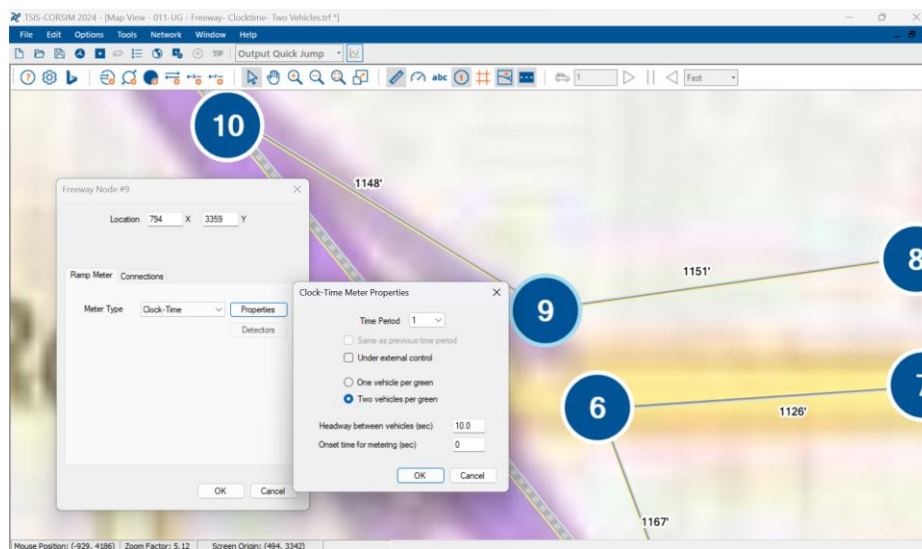 TSIS-CORSIM 2024 - [Map View - 011-UG - Freeway- Clocktime- Two Vehicles.trf *]
File Edit Options Tools Network Window Help
TRF Output Quick Jump
abc 1 1 Fast
10
1148'
Freeway Node #9
Location 794 X 3359 Y
Ramp Meter Connections
Meter Type Clock-Time Properties
Detectors
OK Cancel
Clock-Time Meter Properties
Time Period 1
Same as previous time period
Under external control
One vehicle per green
Two vehicles per green
Headway between vehicles (sec) 10.0
Onset time for metering (sec) 0
OK Cancel
8
1151'
9
7
6
1126'
1167'
Mouse Position: (-929, 4186) Zoom Factor: 5.12 Screen Origin: (494, 3342)